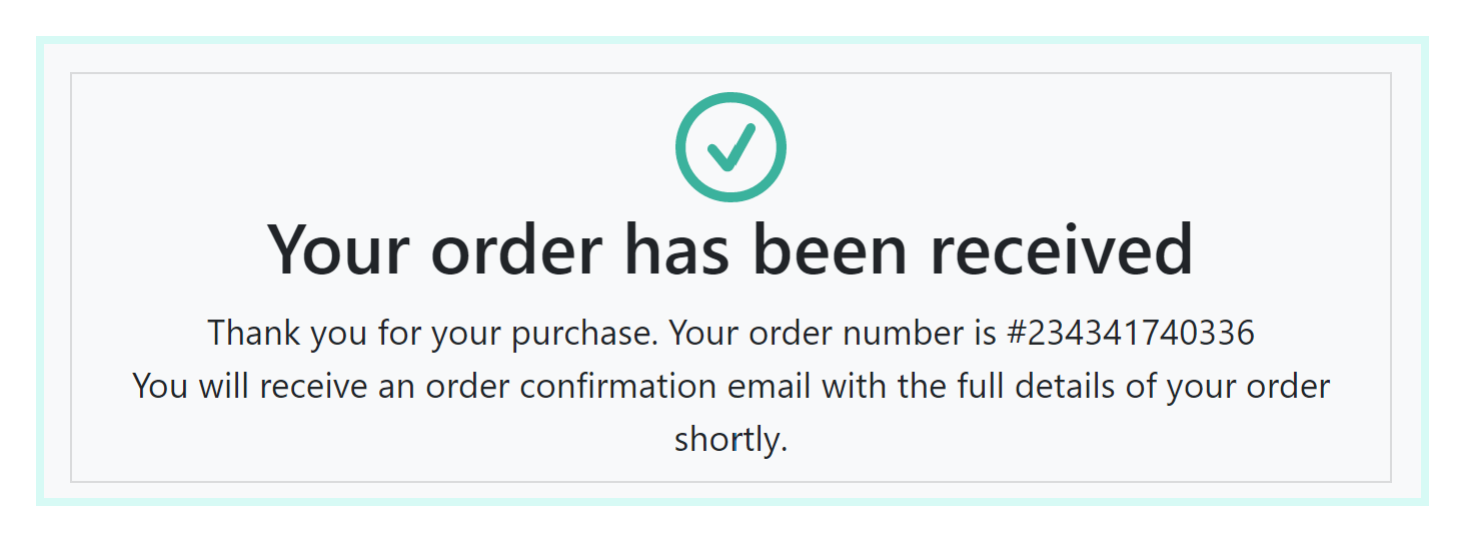 Your order has been received
Thank you for your purchase. Your order number is #234341740336
You will receive an order confirmation email with the full details of your order
shortly.